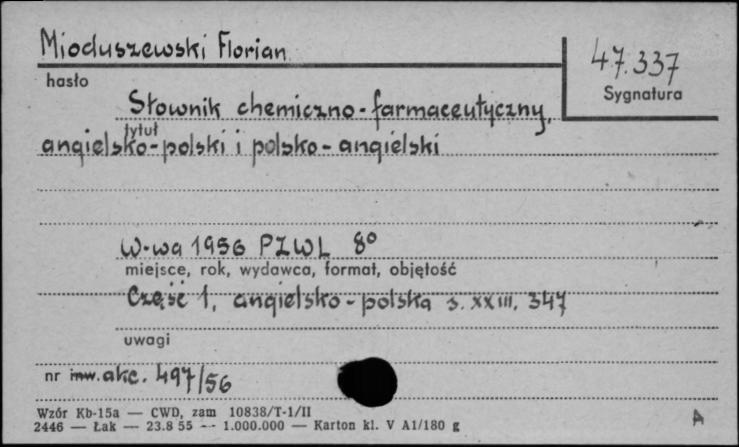 Mioduszewski Florian
47.337
hasło
Sygnatura
Słownik chemiczno-farmaceutyczny,
tytuł
angielsko-polski i polsko-angielski
W-wa 1956 PZWL 8°
miejsce, rok, wydawca, format, objętość
Część 1, angielsko-polska s. XXIII, 347
uwagi
nr inw. akc. 497/56
Wzór Kb-15a — CWD, zam 10838/T-1/II
2446 — Łak — 23.8 55 -- 1.000.000 — Karton kl. V A1/180 g
A